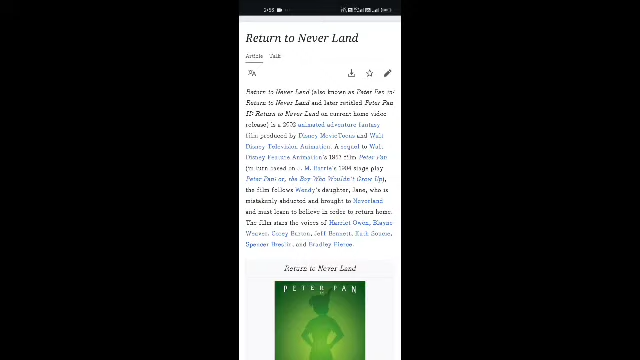 Return to Never Land
Article Talk
Return to Never Land (also known as Peter Pan in
Return to Never Land and later retitled Peter Pan
II: Return to Never Land on current home video
release) is a 2002 animated adventure fantasy
film produced by Disney MovieToons and Walt
Disney Television Animation. A sequel to Walt
Disney Feature Animation's 1953 film Peter Pan
(in turn based on J. M. Barrie's 1904 stage play
Peter Pan; or, the Boy Who Wouldn't Grow Up),
the film follows Wendy's daughter, Jane, who is
mistakenly abducted and brought to Neverland
and must learn to believe in order to return home.
The film stars the voices of Harriet Owen, Blayne
Weaver, Corey Burton, Jeff Bennett, Kath Soucie,
Spencer Breslin, and Bradley Pierce.
Return to Never Land
PETER PAN